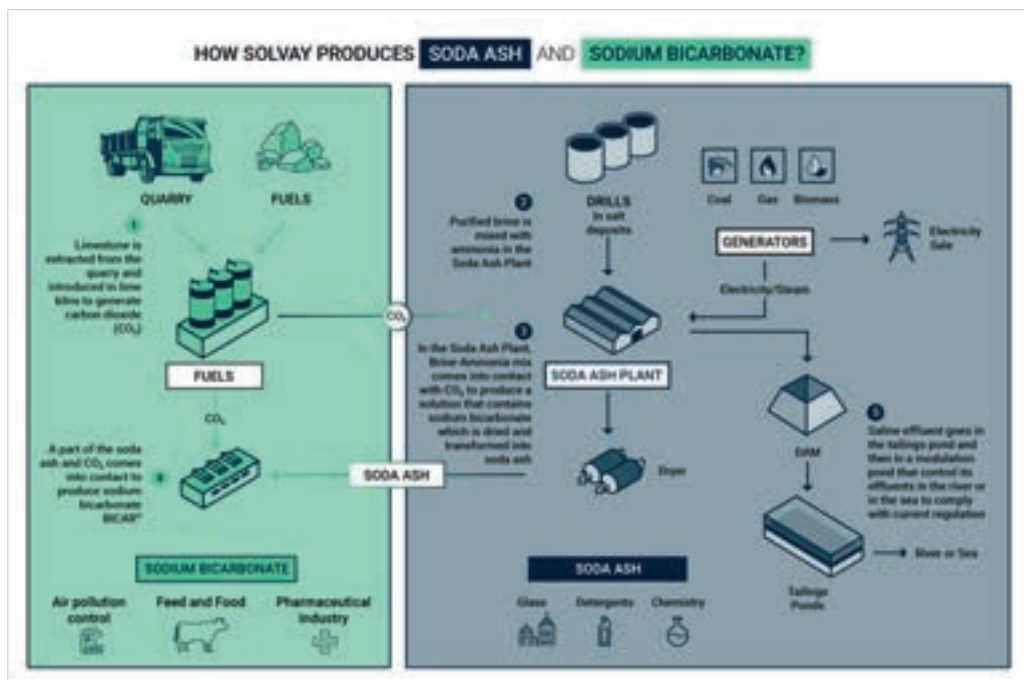 HOW SOLVAY PRODUCES SODA ASH AND SODIUM BICARBONATE?
QUARRY
FUELS
1
Limestone is
extracted from the
quarry and
introduced in lime
kilns to generate
carbon dioxide
(CO₂)
FUELS
CO₂
A part of the soda
ash and CO₂ comes
into contact to
produce sodium
bicarbonate
BICAR®
4
SODIUM BICARBONATE
Air pollution
control
Feed and Food
Pharmaceutical
Industry
CO₂
SODA ASH
2
Purified brine is
mixed with
ammonia in the
Soda Ash Plant
DRILLS
In salt
deposits
Coal
Gas
Biomass
GENERATORS
Electricity
Sale
Electricity/Steam
3
In the Soda Ash Plant,
Brine-Ammonia mix
comes into contact
with CO₂ to produce a
solution that contains
sodium bicarbonate
which is dried and
transformed into
soda ash
SODA ASH PLANT
Dryer
DAM
5
Saline effluent goes in
the tailings pond and
then in a modulation
pond that control its
effluents in the river or
in the sea to comply
with current regulation
River or Sea
Tailings
Ponds
SODA ASH
Glass
Detergents
Chemistry